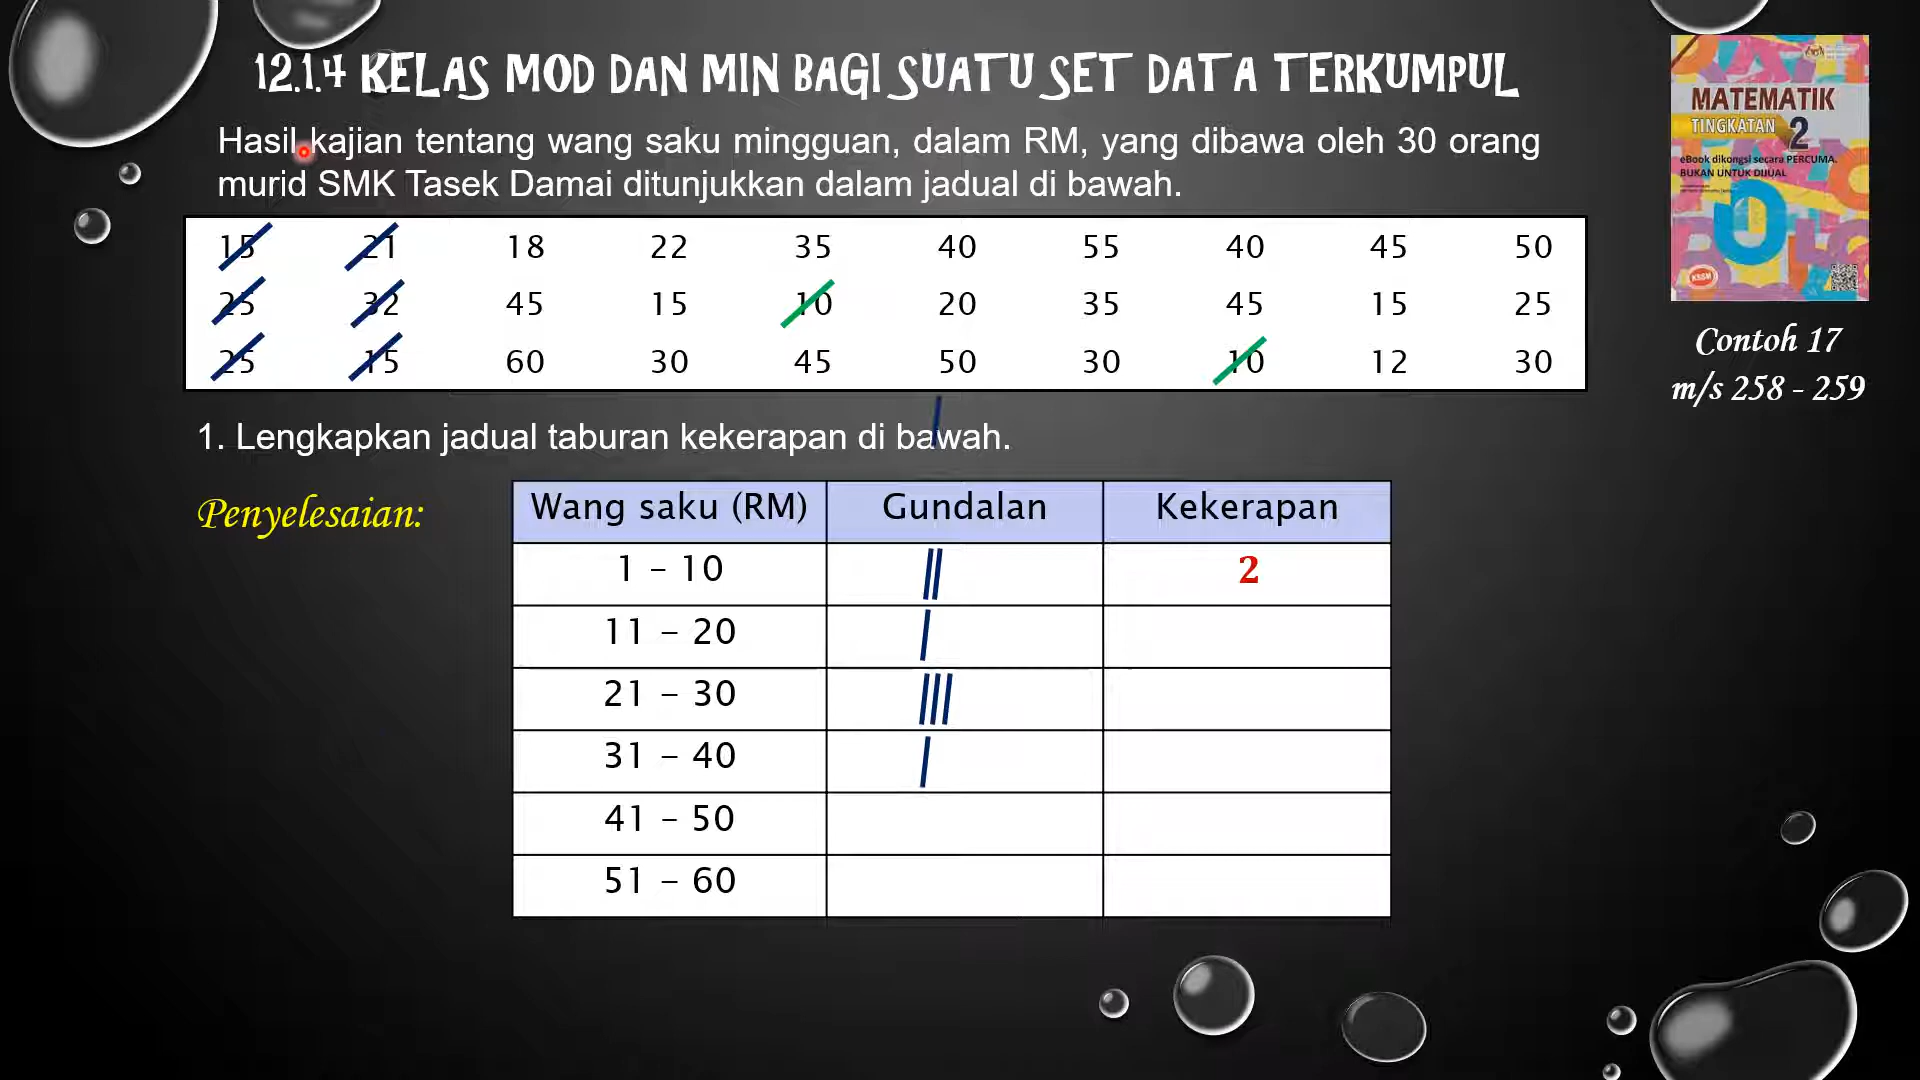 12.1.4 KELAS MOD DAN MIN BAGI SUATU SET DATA TERKUMPUL
Hasil kajian tentang wang saku mingguan, dalam RM, yang dibawa oleh 30 orang
murid SMK Tasek Damai ditunjukkan dalam jadual di bawah.
15 21 18 22 35 40 55 40 45 50
25 32 45 15 10 20 35 45 15 25
25 15 60 30 45 50 30 10 12 30
MATEMATIK
TINGKATAN 2
eBook dikongsi secara PERCUMA.
BUKAN UNTUK DIJUAL
KSSM
Contoh 17
m/s 258 - 259
1. Lengkapkan jadual taburan kekerapan di bawah.
Penyelesaian:
Wang saku (RM) Gundalan Kekerapan
1 – 10 || 2
11 – 20 |
21 – 30 |||
31 – 40 |
41 – 50
51 – 60